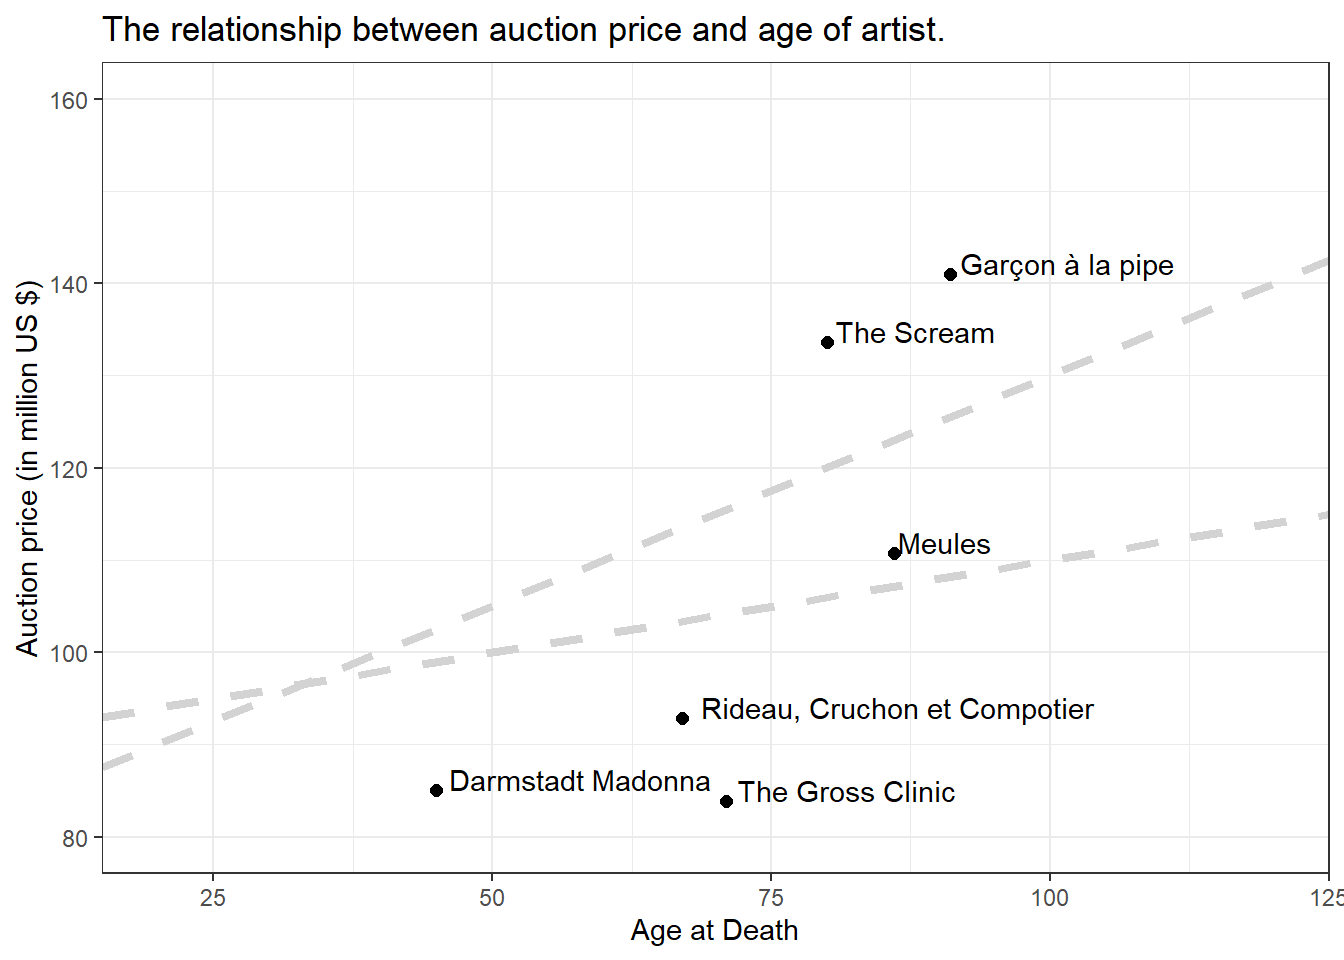 The relationship between auction price and age of artist.
160
140
120
100
80
Auction price (in million US $)
Garçon à la pipe
The Scream
Meules
Rideau, Cruchon et Compotier
Darmstadt Madonna
The Gross Clinic
25
50
75
100
125
Age at Death